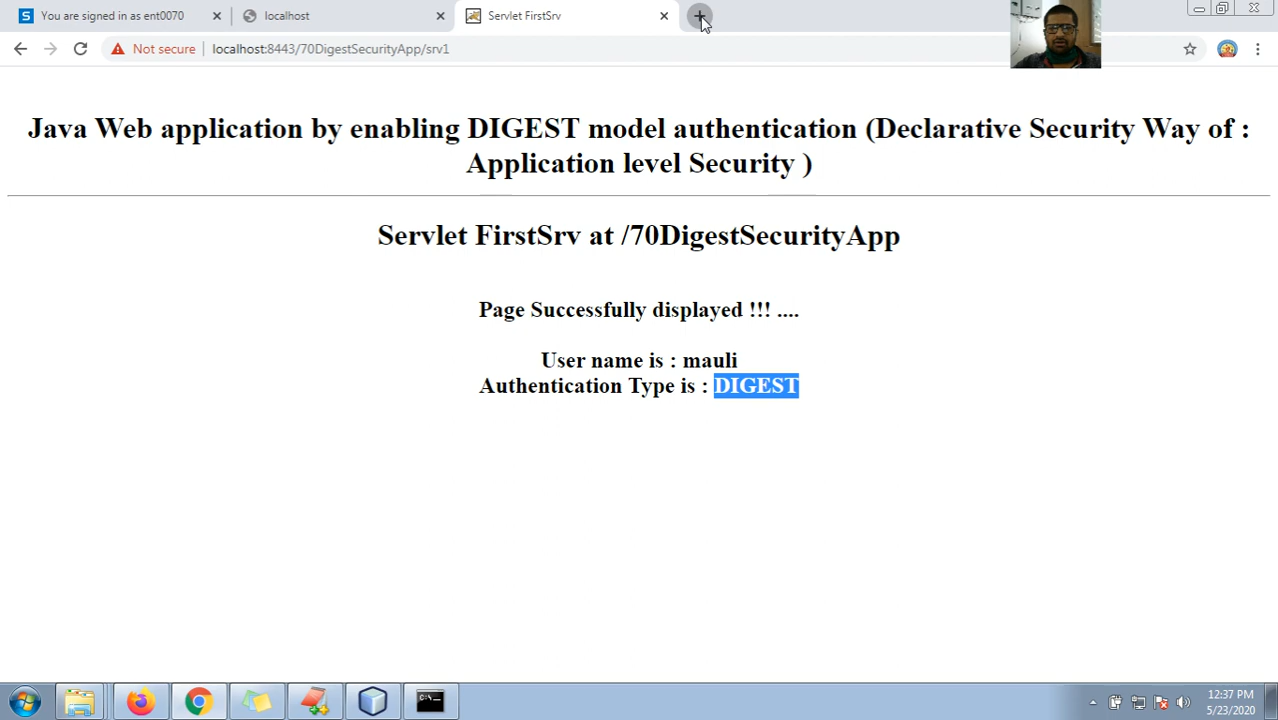 You are signed in as ent0070
localhost
Servlet FirstSrv
Not secure
localhost:8443/70DigestSecurityApp/srv1
Java Web application by enabling DIGEST model authentication (Declarative Security Way of :
Application level Security )
Servlet FirstSrv at /70DigestSecurityApp
Page Successfully displayed !!! ....
User name is : mauli
Authentication Type is : DIGEST
12:37 PM
5/23/2020